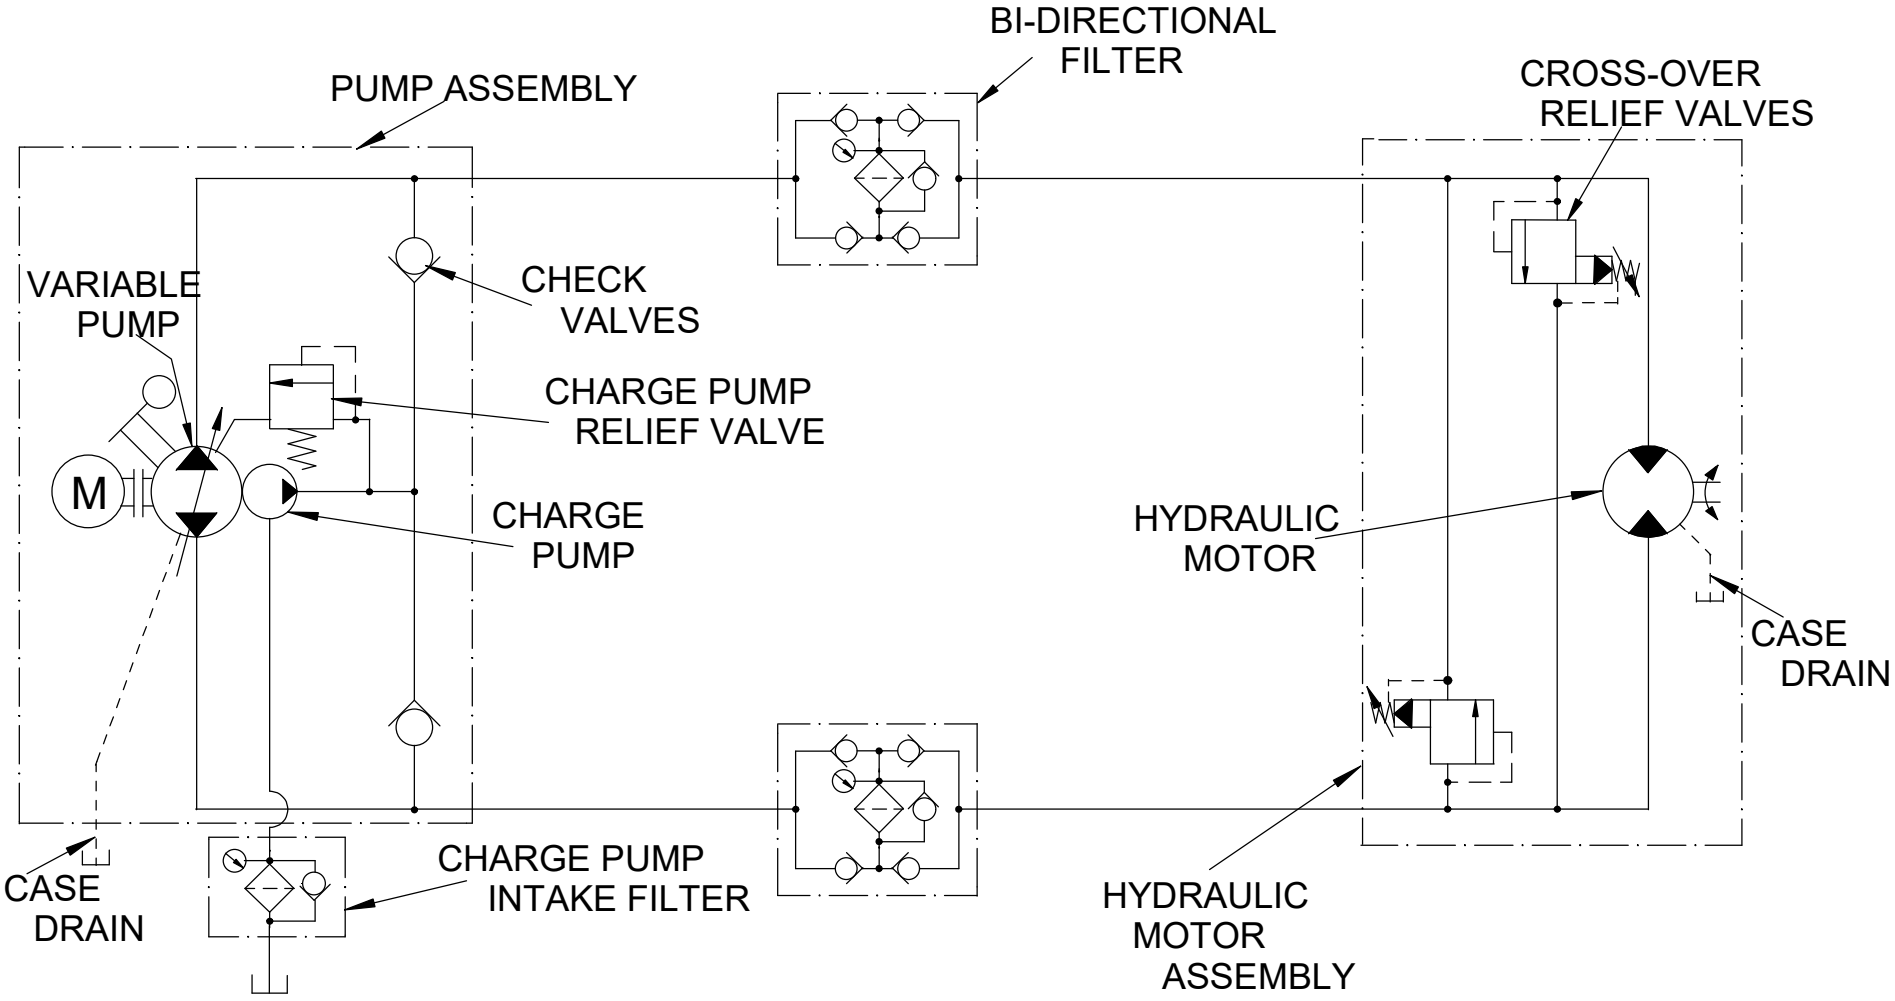 BI-DIRECTIONAL
FILTER
CROSS-OVER
RELIEF VALVES
PUMP ASSEMBLY
VARIABLE
PUMP
CHECK
VALVES
CHARGE PUMP
RELIEF VALVE
M
CHARGE
PUMP
HYDRAULIC
MOTOR
CASE
DRAIN
CHARGE PUMP
INTAKE FILTER
CASE
DRAIN
HYDRAULIC
MOTOR
ASSEMBLY